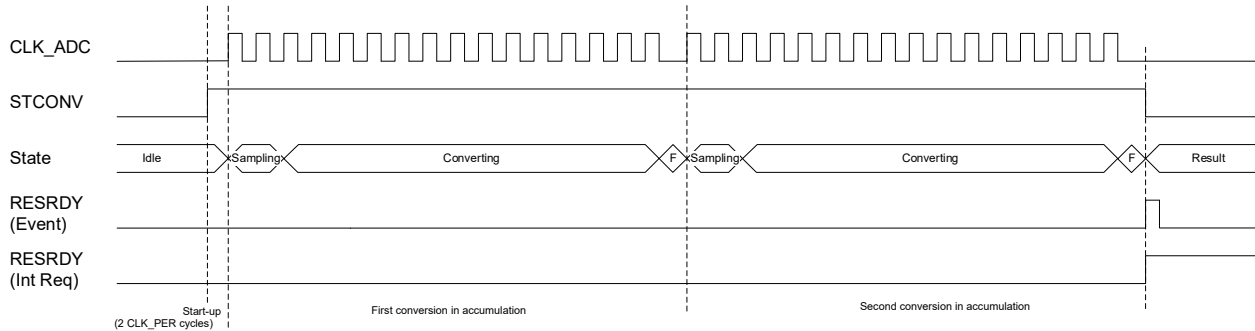 CLK_ADC
STCONV
State
Idle
Sampling
Converting
F
Sampling
Converting
F
Result
RESRDY
(Event)
RESRDY
(Int Req)
Start-up
(2 CLK_PER cycles)
First conversion in accumulation
Second conversion in accumulation